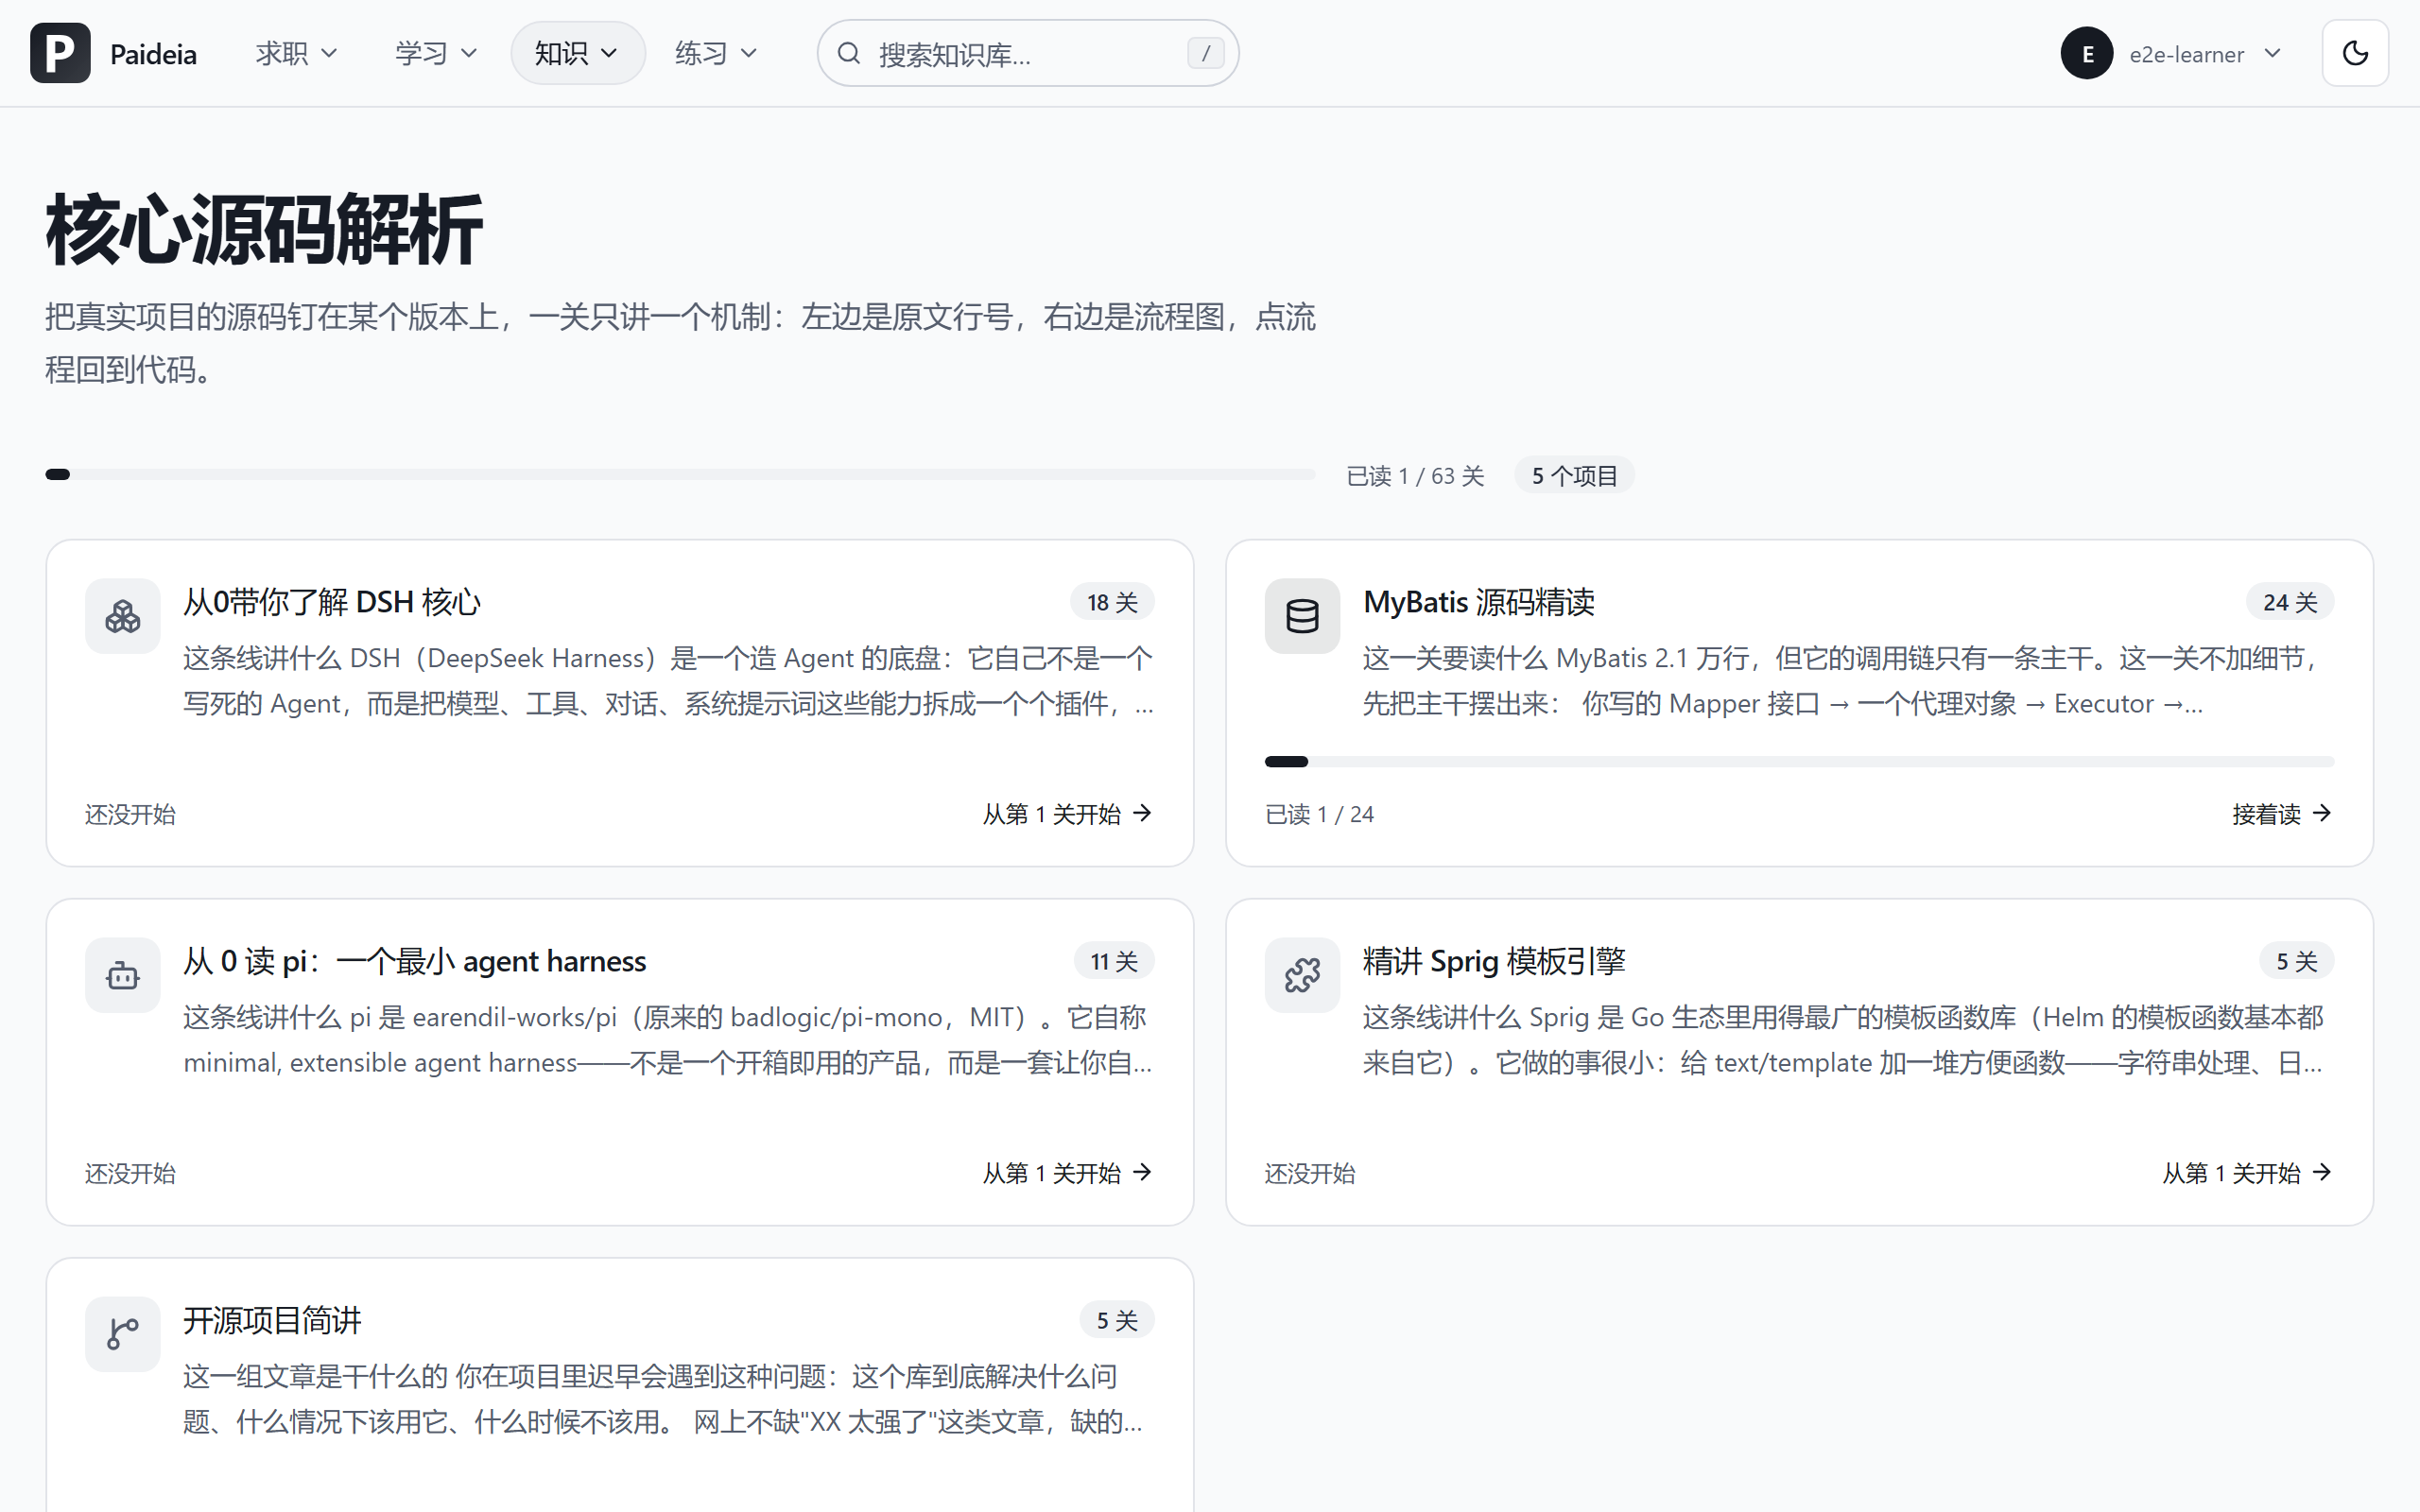 P Paideia 求职 学习 知识 练习 搜索知识库... / E e2e-learner
核心源码解析
把真实项目的源码钉在某个版本上，一关只讲一个机制：左边是原文行号，右边是流程图，点流
程回到代码。
已读 1 / 63 关 5 个项目
从0带你了解 DSH 核心 18 关
这条线讲什么 DSH（DeepSeek Harness）是一个造 Agent 的底盘：它自己不是一个
写死的 Agent，而是把模型、工具、对话、系统提示词这些能力拆成一个个插件，...
还没开始 从第 1 关开始 →
MyBatis 源码精读 24 关
这一关要读什么 MyBatis 2.1 万行，但它的调用链只有一条主干。这一关不加细节，
先把主干摆出来： 你写的 Mapper 接口 → 一个代理对象 → Executor →...
已读 1 / 24 接着读 →
从 0 读 pi：一个最小 agent harness 11 关
这条线讲什么 pi 是 earendil-works/pi（原来的 badlogic/pi-mono，MIT）。它自称
minimal, extensible agent harness——不是一个开箱即用的产品，而是一套让你自...
还没开始 从第 1 关开始 →
精讲 Sprig 模板引擎 5 关
这条线讲什么 Sprig 是 Go 生态里用得最广的模板函数库（Helm 的模板函数基本都
来自它）。它做的事很小：给 text/template 加一堆方便函数——字符串处理、日...
还没开始 从第 1 关开始 →
开源项目简讲 5 关
这一组文章是干什么的 你在项目里迟早会遇到这种问题：这个库到底解决什么问
题、什么情况下该用它、什么时候不该用。 网上不缺"XX 太强了"这类文章，缺的...